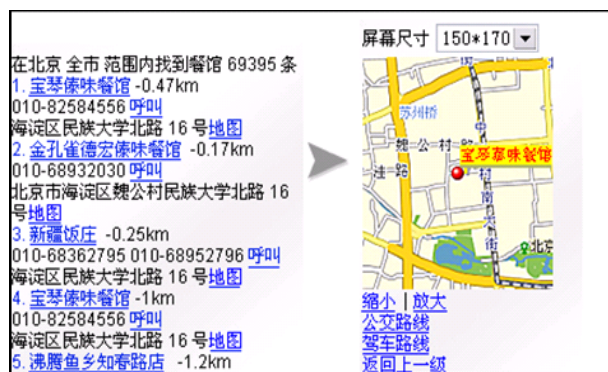 在北京 全市 范围内找到餐馆 69395 条
1. 宝琴傣味餐馆 -0.47km
010-82584556 呼叫
海淀区民族大学北路 16 号地图
2. 金孔雀德宏傣味餐馆 -0.17km
010-68932030 呼叫
北京市海淀区魏公村民族大学北路 16
号地图
3. 新疆饭庄 -0.25km
010-68362795 010-68952796 呼叫
海淀区民族大学北路 16 号地图
4. 宝琴傣味餐馆 -1km
010-82584556 呼叫
海淀区民族大学北路 16 号地图
5. 沸腾鱼乡知春路店 -1.2km
屏幕尺寸 150*170
苏州桥
中
魏公村路
宝琴傣味餐馆
洼路
村
南
大
街
北京
缩小 | 放大
公交路线
驾车路线
返回上一级